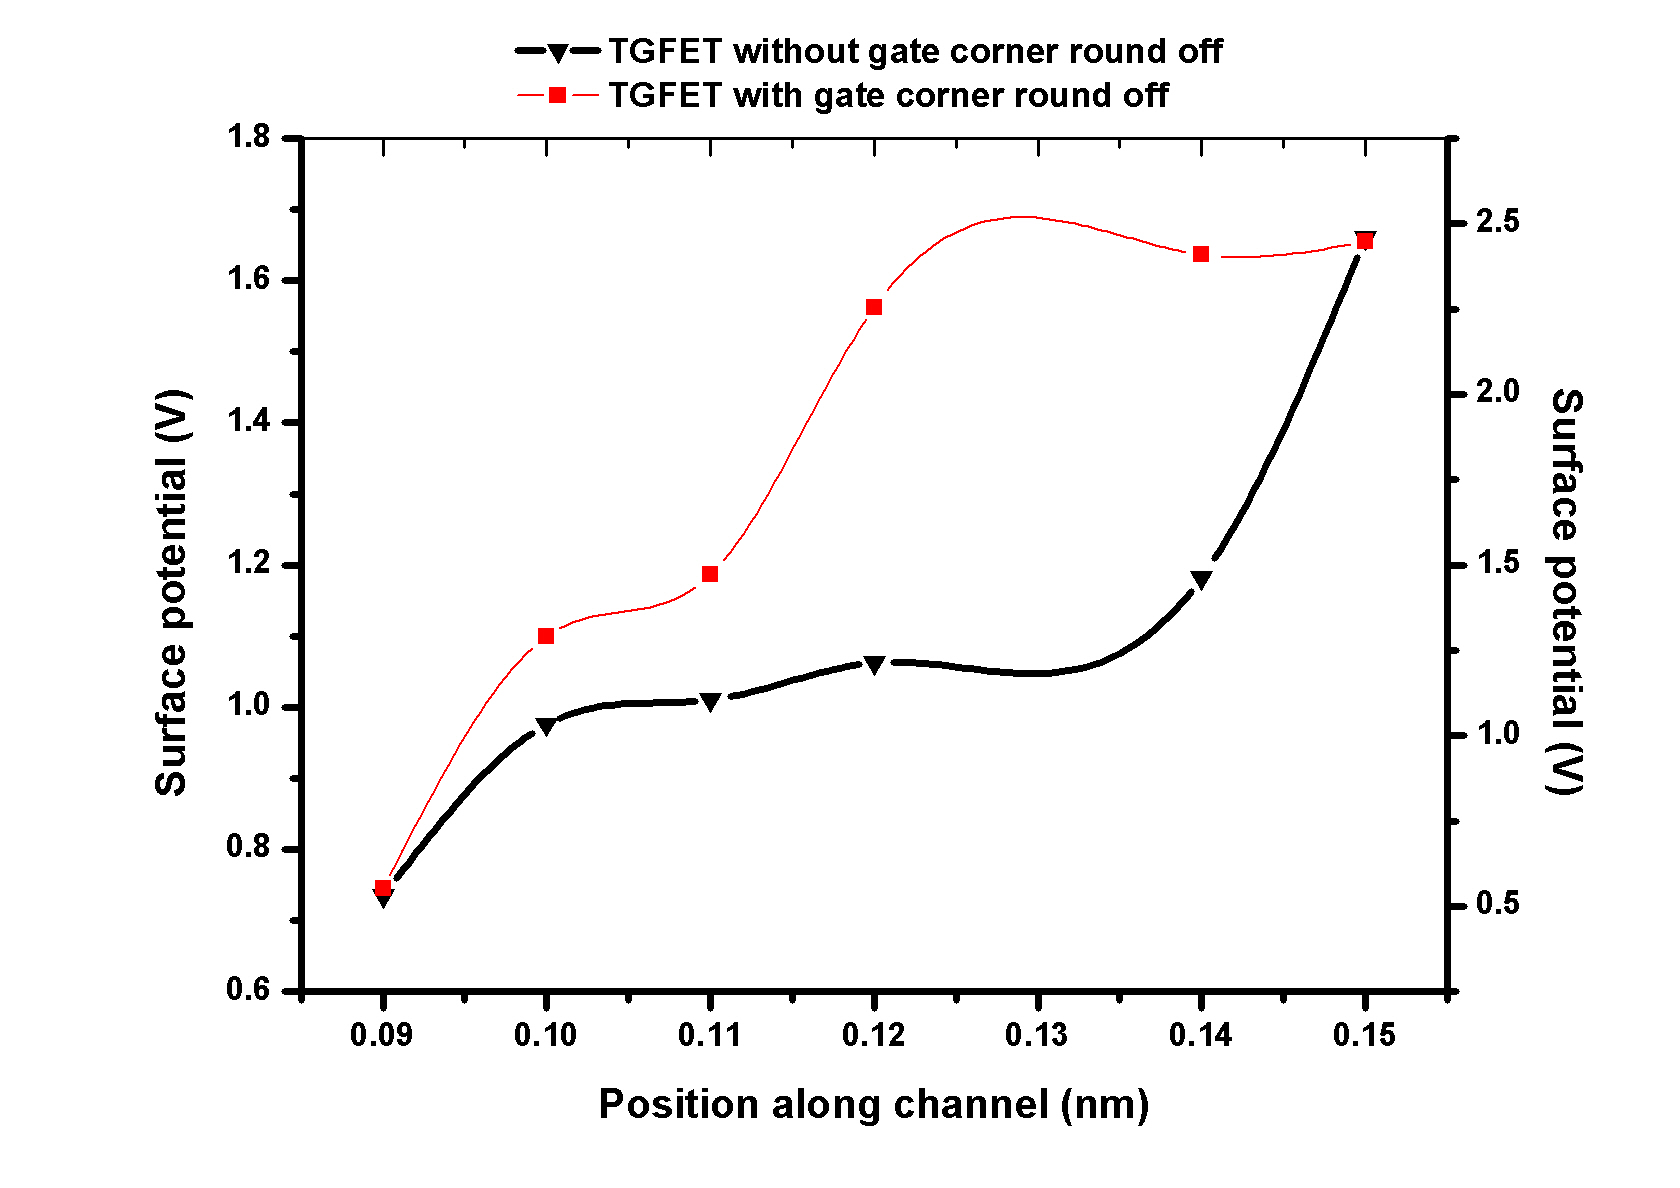 TGFET without gate corner round off
TGFET with gate corner round off
1.8
1.6
1.4
1.2
1.0
0.8
0.6
Surface potential (V)
2.5
2.0
1.5
1.0
0.5
Surface potential (V)
0.09 0.10 0.11 0.12 0.13 0.14 0.15
Position along channel (nm)